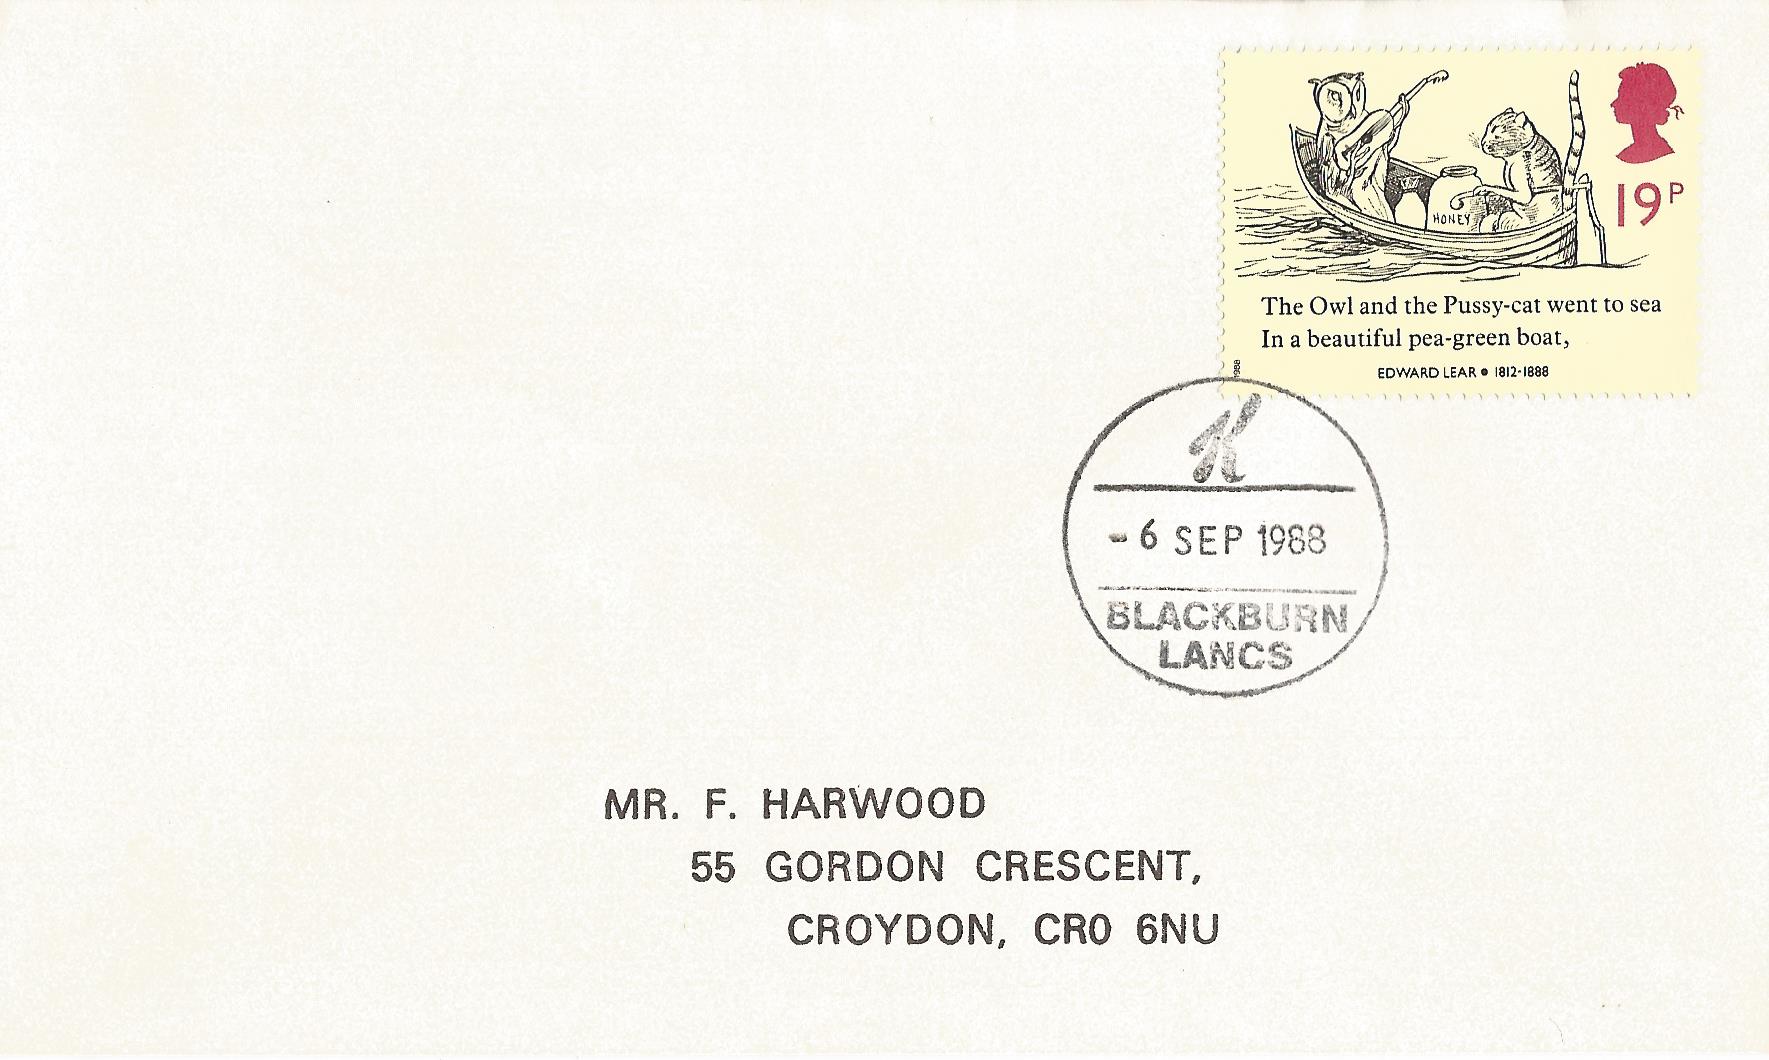 19P
HONEY
The Owl and the Pussy-cat went to sea
In a beautiful pea-green boat,
EDWARD LEAR • 1812-1888
1988
K
- 6 SEP 1988
BLACKBURN
LANCS
MR. F. HARWOOD
55 GORDON CRESCENT,
CROYDON, CR0 6NU